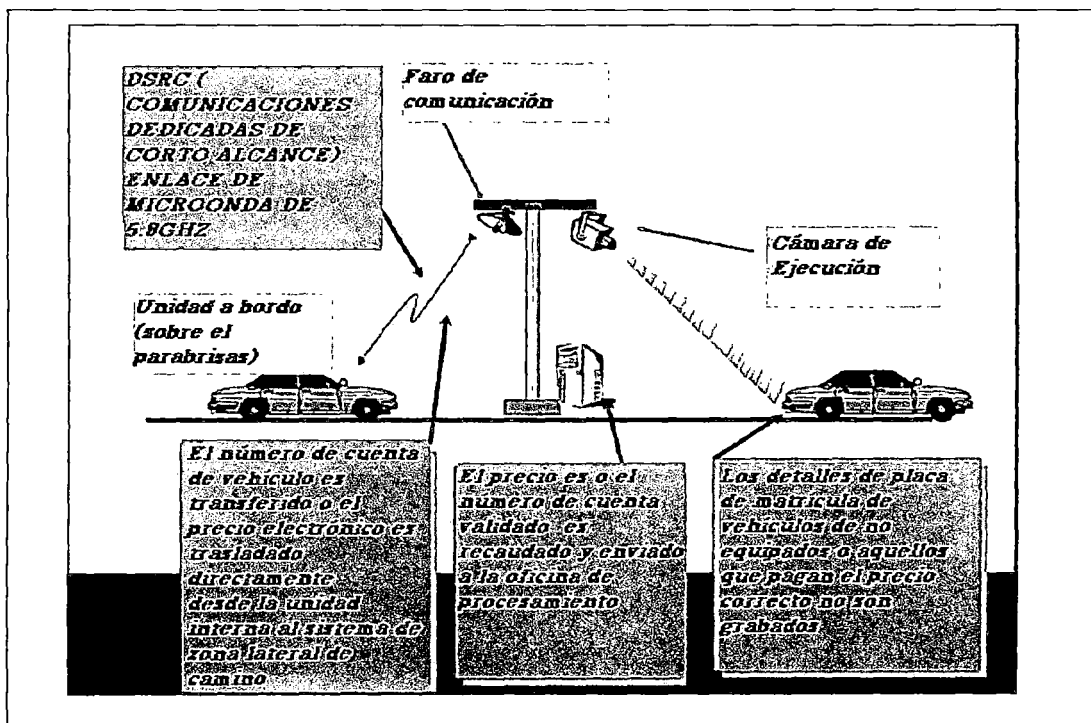 DSRC (
COMUNICACIONES
DEDICADAS DE
CORTO ALCANCE)
ENLACE DE
MICROONDA DE
5.8GHZ
Faro de
comunicación
Cámara de
Ejecución
Unidad a bordo
(sobre el
parabrisas)
El número de cuenta
de vehículo es
transferido o el
precio electronico es
trasladado
directamente
desde la unidad
interna al sistema de
zona lateral de
camino
El precio es o el
numero de cuenta
validado es
recaudado y enviado
a la oficina de
procesamiento
Los detalles de placa
de matrícula de
vehículos de no
equipados o aquellos
que pagan el precio
correcto no son
grabados